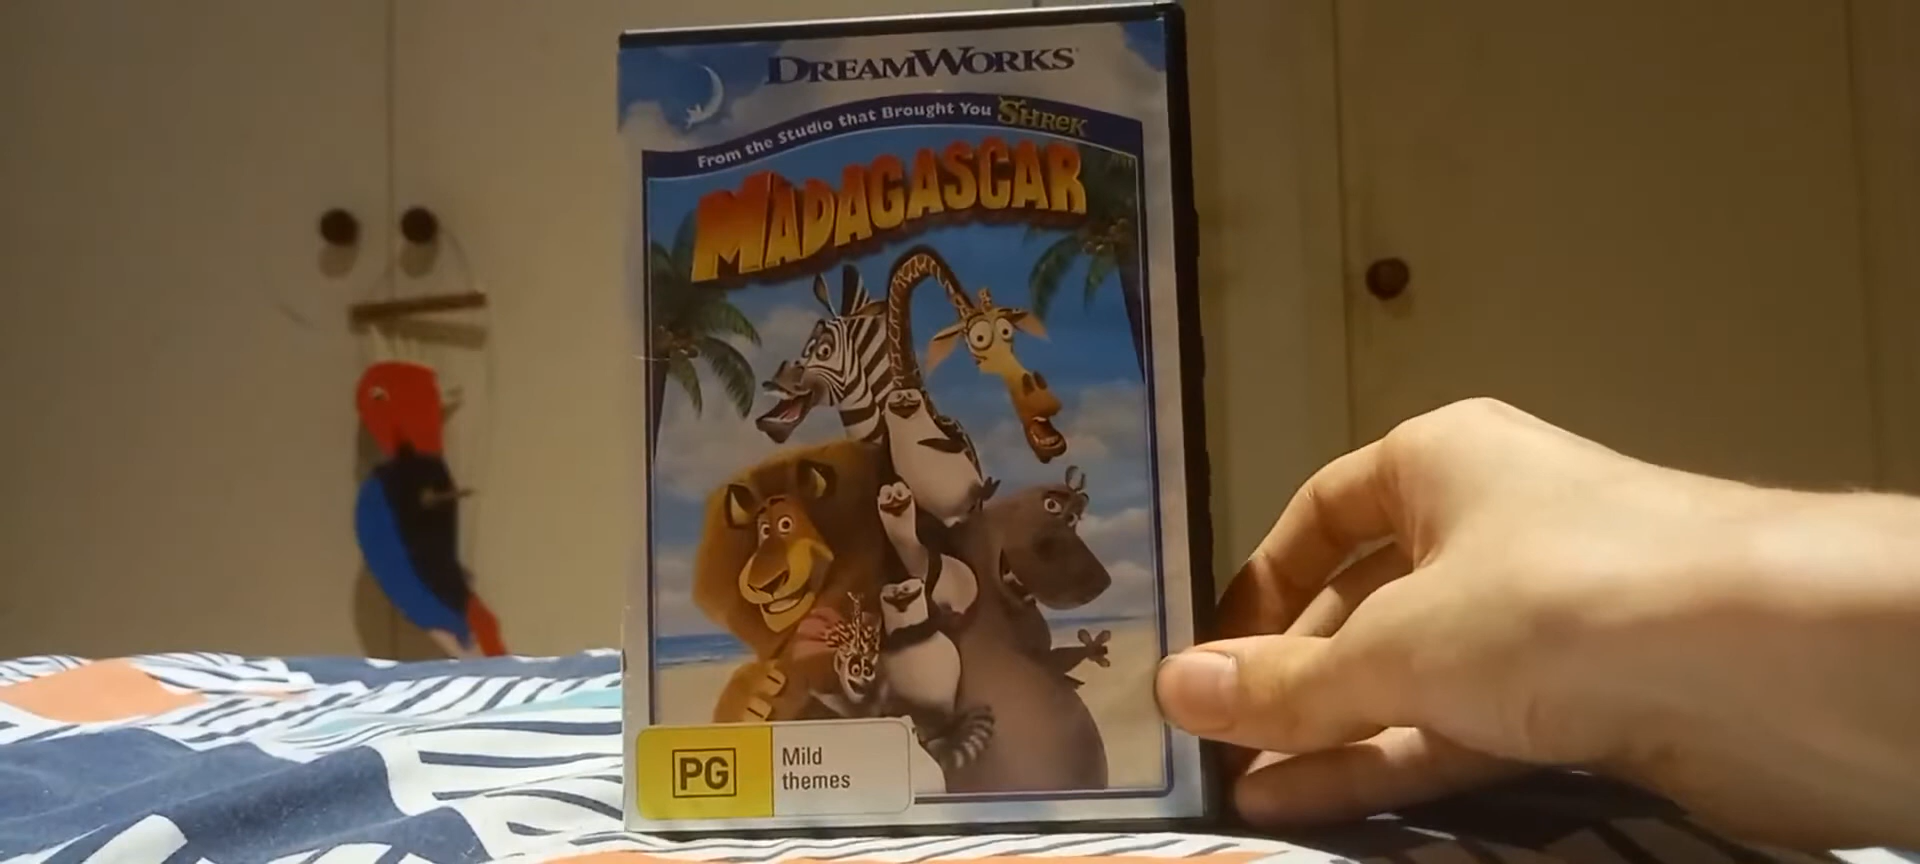 DREAMWORKS
From the Studio that Brought You SHREK
MADAGASCAR
PG
Mild
themes